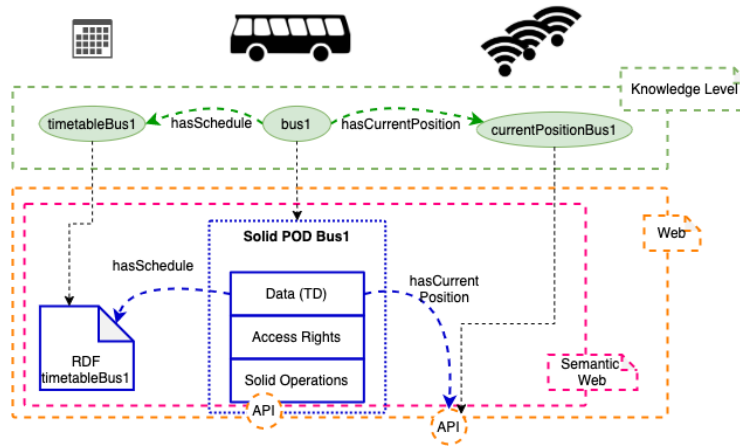 Knowledge Level
timetableBus1
hasSchedule
bus1
hasCurrentPosition
currentPositionBus1
Web
Solid POD Bus1
hasSchedule
hasCurrent
Position
Data (TD)
Access Rights
RDF
timetableBus1
Solid Operations
Semantic
Web
API
API